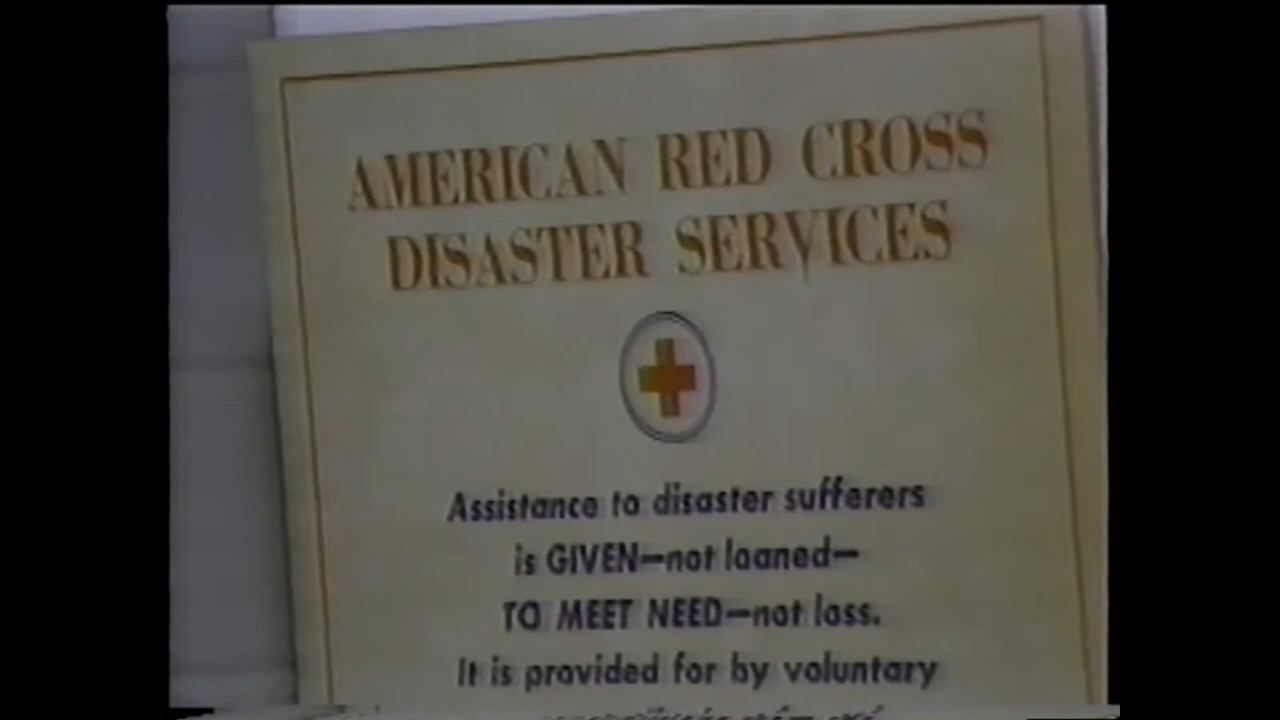 AMERICAN RED CROSS
DISASTER SERVICES
Assistance to disaster sufferers
is GIVEN—not loaned—
TO MEET NEED—not loss.
It is provided for by voluntary